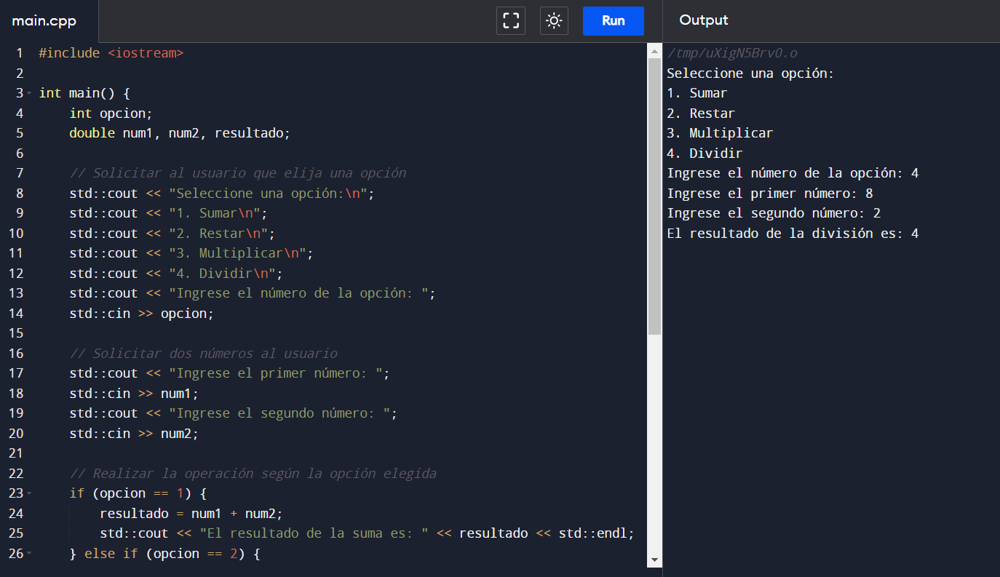 main.cpp
Run
Output
1 #include <iostream>
2
3 int main() {
4     int opcion;
5     double num1, num2, resultado;
6
7     // Solicitar al usuario que elija una opción
8     std::cout << "Seleccione una opción:\n";
9     std::cout << "1. Sumar\n";
10     std::cout << "2. Restar\n";
11     std::cout << "3. Multiplicar\n";
12     std::cout << "4. Dividir\n";
13     std::cout << "Ingrese el número de la opción: ";
14     std::cin >> opcion;
15
16     // Solicitar dos números al usuario
17     std::cout << "Ingrese el primer número: ";
18     std::cin >> num1;
19     std::cout << "Ingrese el segundo número: ";
20     std::cin >> num2;
21
22     // Realizar la operación según la opción elegida
23     if (opcion == 1) {
24         resultado = num1 + num2;
25         std::cout << "El resultado de la suma es: " << resultado << std::endl;
26     } else if (opcion == 2) {
/tmp/uXigN5Brv0.o
Seleccione una opción:
1. Sumar
2. Restar
3. Multiplicar
4. Dividir
Ingrese el número de la opción: 4
Ingrese el primer número: 8
Ingrese el segundo número: 2
El resultado de la división es: 4